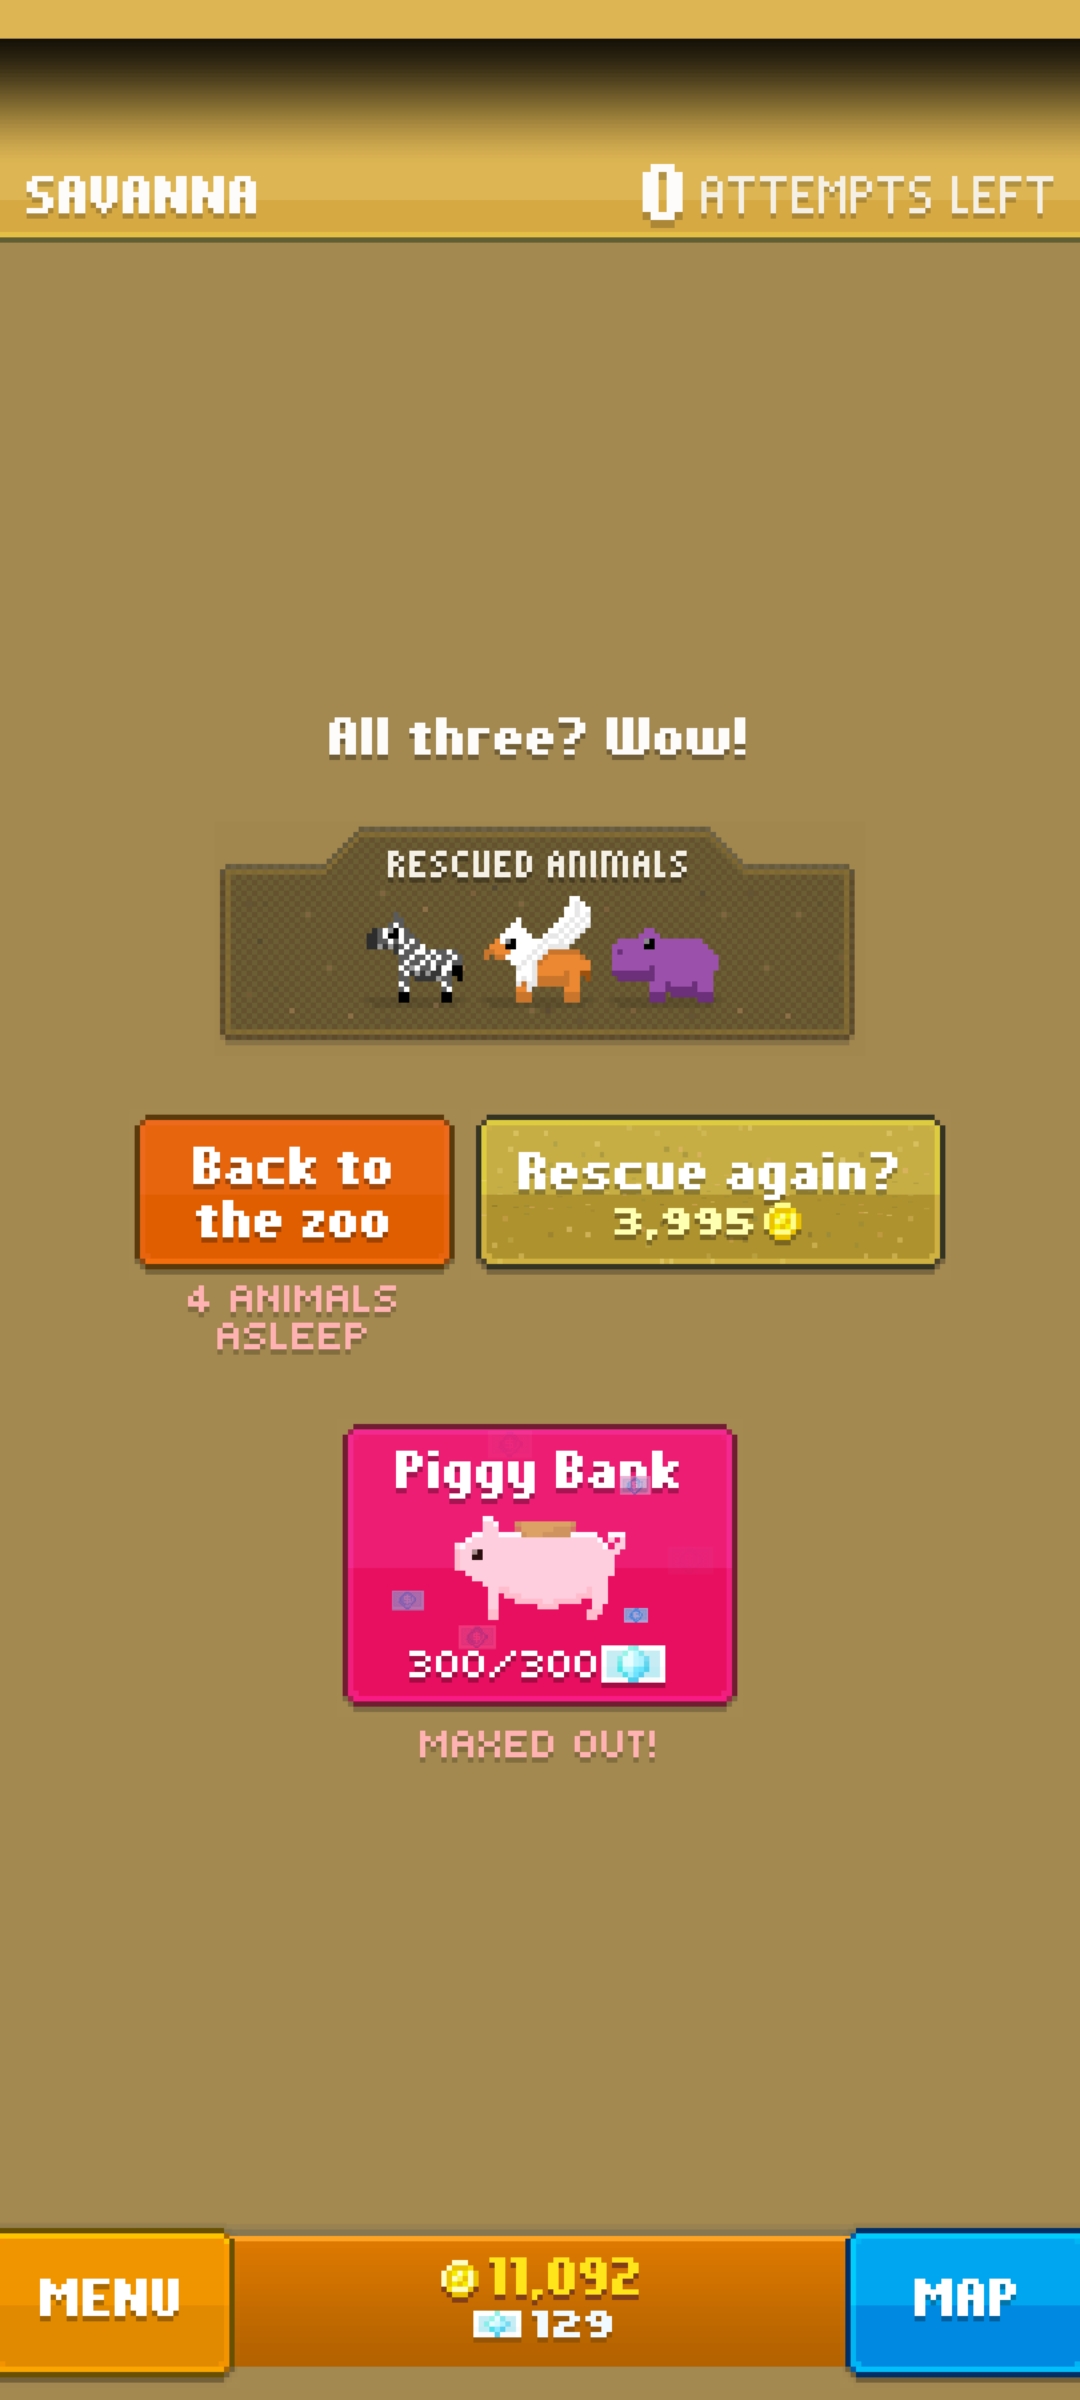 SAVANNA
0 ATTEMPTS LEFT
All three? Wow!
RESCUED ANIMALS
Back to
the zoo
Rescue again?
3,995
4 ANIMALS
ASLEEP
Piggy Bank
300/300
MAXED OUT!
MENU
11,092
129
MAP